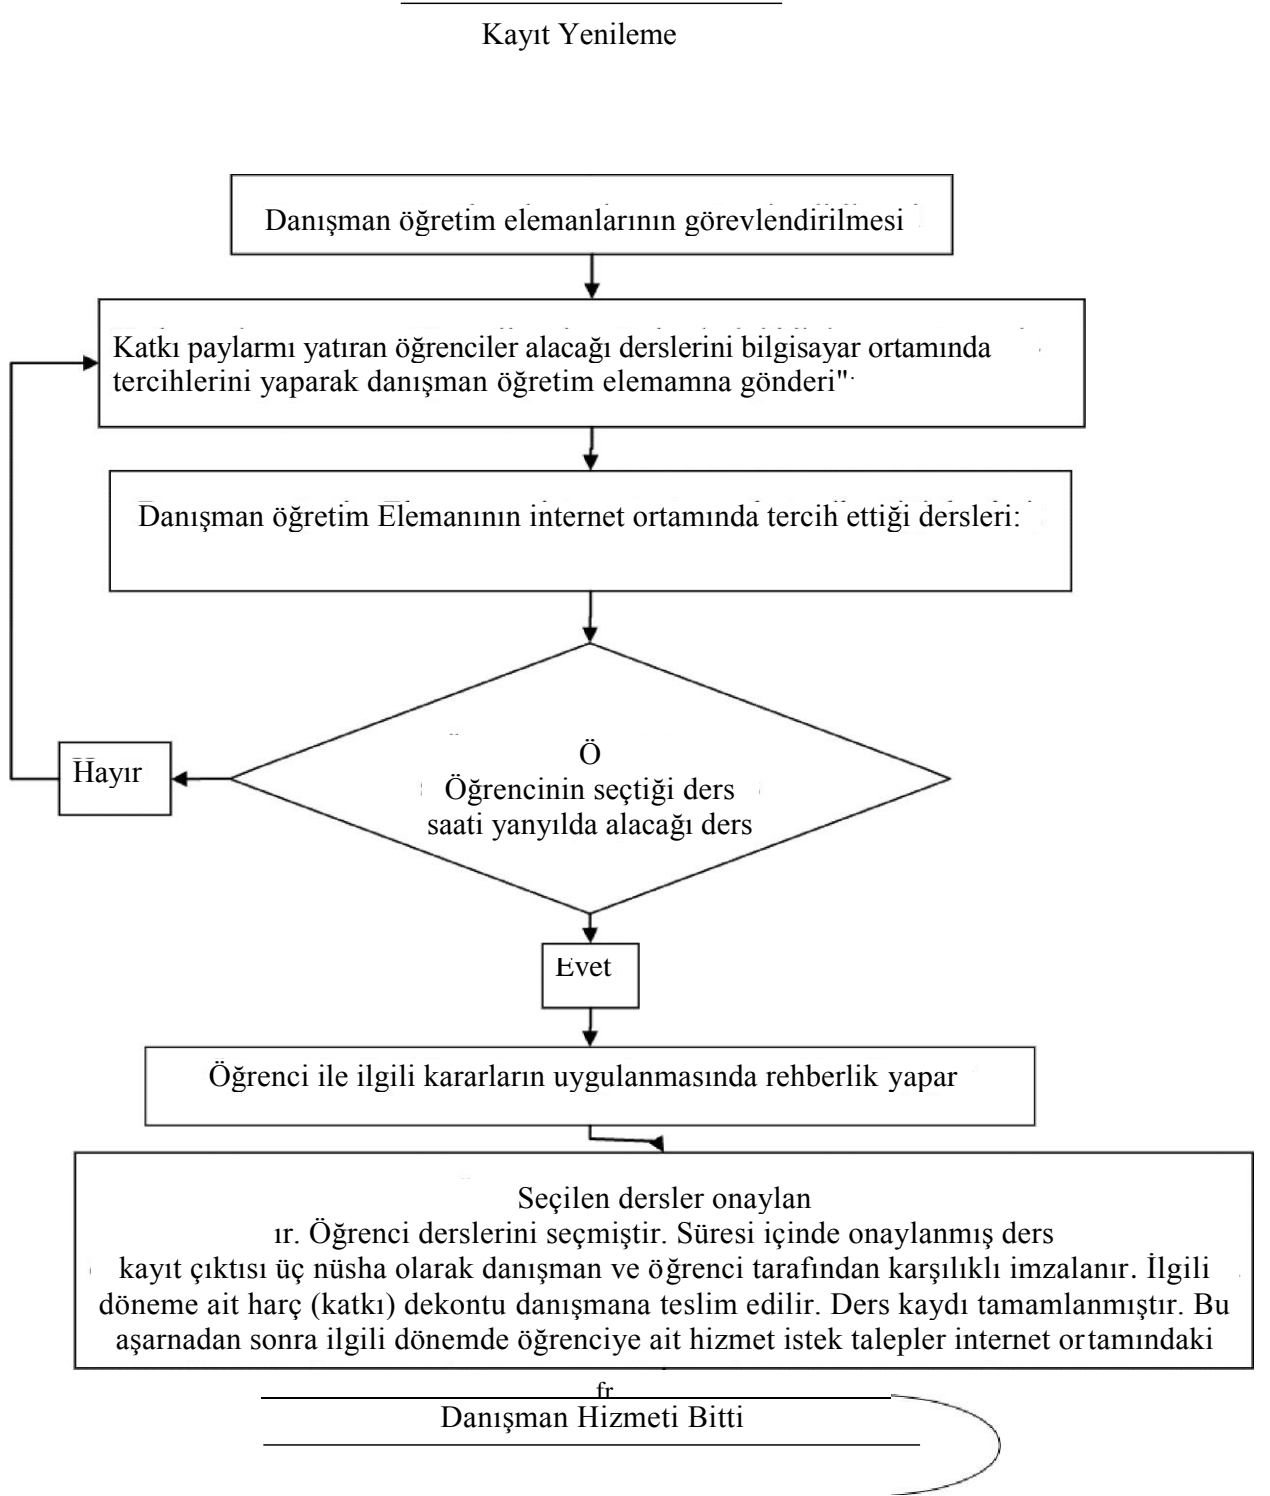 Kayıt Yenileme
Danışman öğretim elemanlarının görevlendirilmesi
Katkı paylarmı yatıran öğrenciler alacağı derslerini bilgisayar ortamında
tercihlerini yaparak danışman öğretim elemamna gönderi"
Danışman öğretim Elemanının internet ortamında tercih ettiği dersleri:
Ö
Öğrencinin seçtiği ders
saati yanyılda alacağı ders
Hayır
Evet
Öğrenci ile ilgili kararların uygulanmasında rehberlik yapar
Seçilen dersler onaylan
ır. Öğrenci derslerini seçmiştir. Süresi içinde onaylanmış ders
kayıt çıktısı üç nüsha olarak danışman ve öğrenci tarafından karşılıklı imzalanır. İlgili
döneme ait harç (katkı) dekontu danışmana teslim edilir. Ders kaydı tamamlanmıştır. Bu
aşarnadan sonra ilgili dönemde öğrenciye ait hizmet istek talepler internet ortamındaki
fr
Danışman Hizmeti Bitti